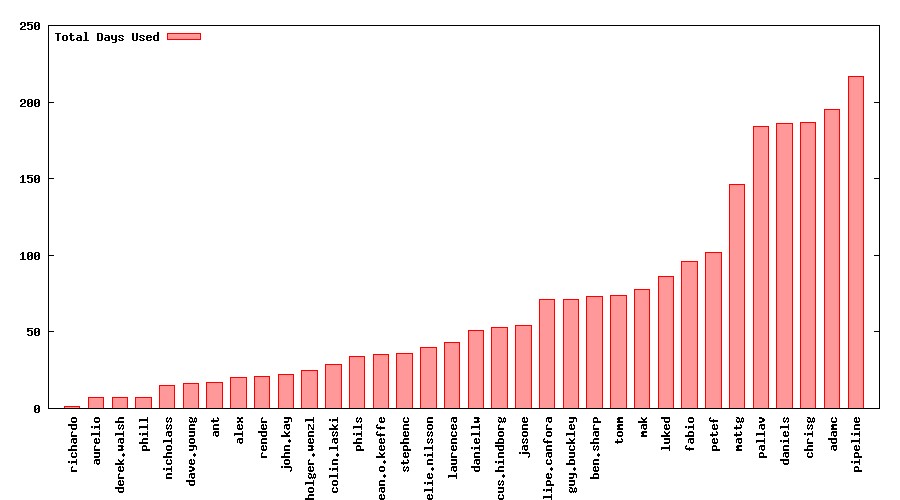 Total Days Used
250
200
150
100
50
0
richardo
aurelio
derek.walsh
phill
nicholass
dave.young
ant
alex
render
john.kay
holger.wenzl
colin.laski
phils
ean.o.keeffe
stephenc
elie.nilsson
laurencea
daniellw
cus.hindborg
jasone
lipe.canfora
guy.buckley
ben.sharp
tomm
mak
luked
fabio
petef
mattg
pallav
daniels
chrisg
adamc
pipeline